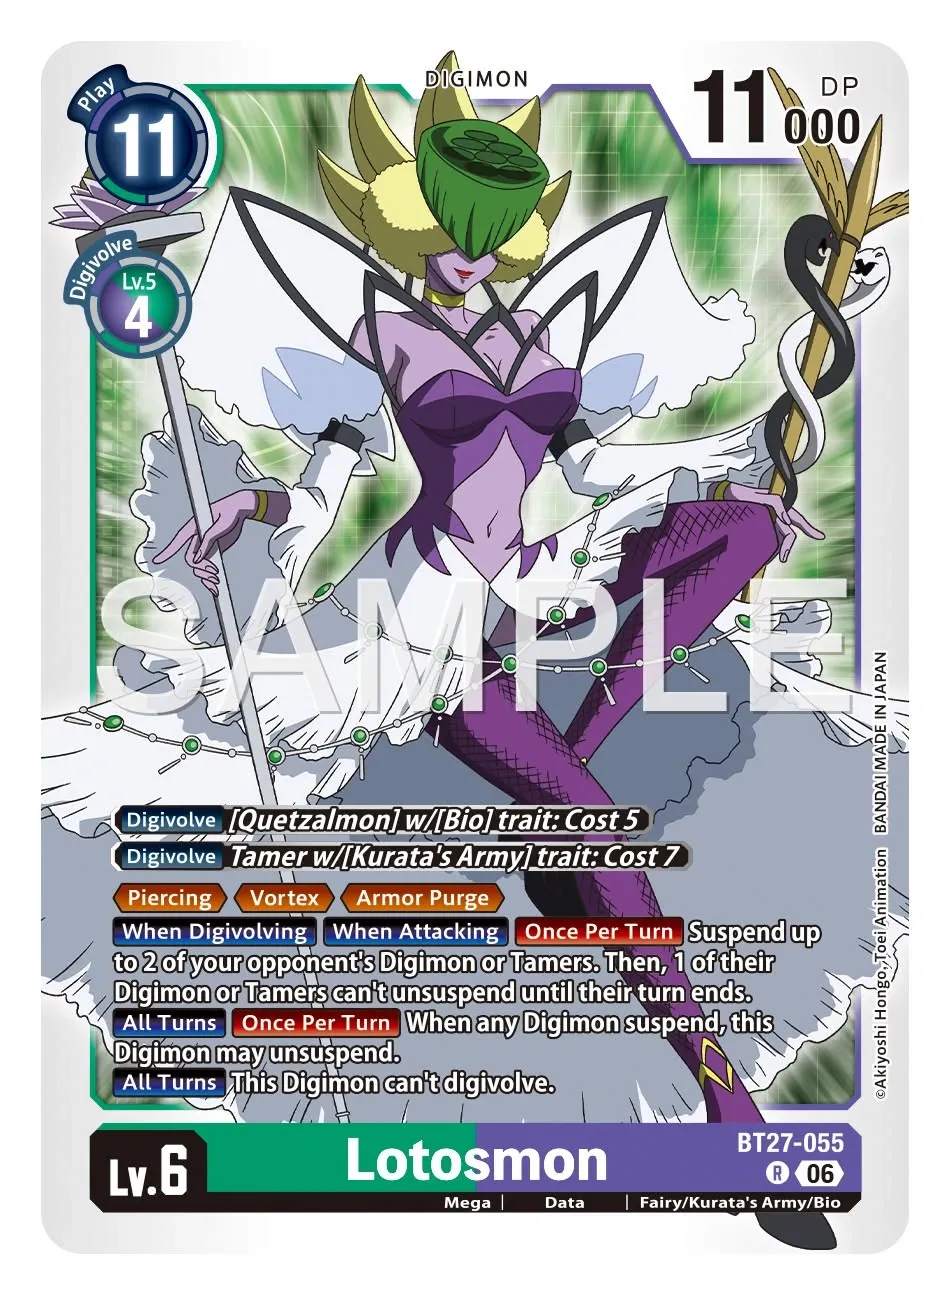 DIGIMON
Play
11
11000
DP
Digivolve
Lv.5
4
SAMPLE
Digivolve [Quetzalmon] w/[Bio] trait: Cost 5
Digivolve Tamer w/[Kurata's Army] trait: Cost 7
Piercing Vortex Armor Purge
When Digivolving When Attacking Once Per Turn Suspend up
to 2 of your opponent's Digimon or Tamers. Then, 1 of their
Digimon or Tamers can't unsuspend until their turn ends.
All Turns Once Per Turn When any Digimon suspend, this
Digimon may unsuspend.
All Turns This Digimon can't digivolve.
©Akiyoshi Hongo, Toei Animation BANDAI MADE IN JAPAN
Lv.6
Lotosmon
BT27-055
R 06
Mega | Data | Fairy/Kurata's Army/Bio